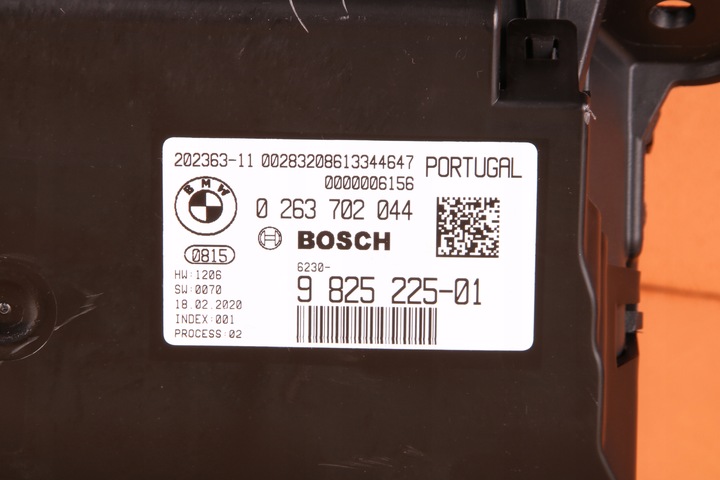 202363-11 00283208613344647 PORTUGAL
0000006156
BMW
0 263 702 044
BOSCH
0815
6230-
9 825 225-01
HW:1206
SW:0070
18.02.2020
INDEX:001
PROCESS:02